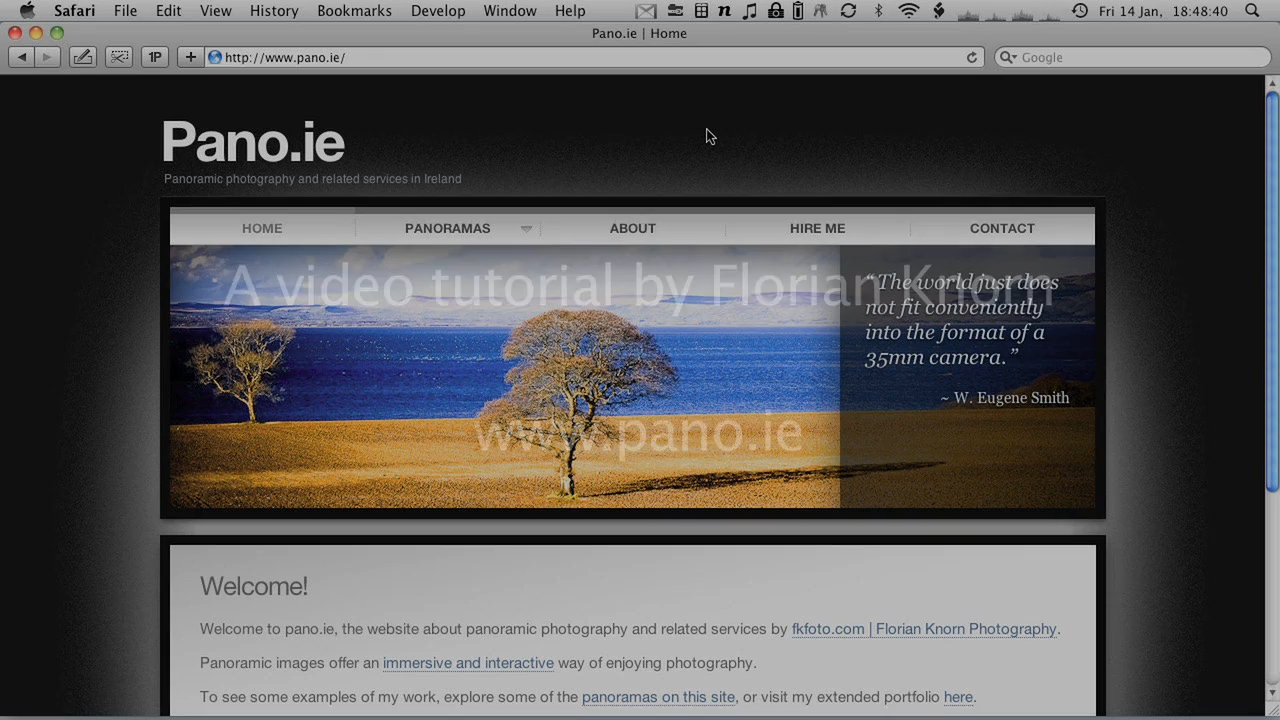 Safari File Edit View History Bookmarks Develop Window Help Fri 14 Jan, 18:48:40
Pano.ie | Home
1P http://www.pano.ie/ Google
Pano.ie
Panoramic photography and related services in Ireland
HOME PANORAMAS ABOUT HIRE ME CONTACT
A video tutorial by Florian Knorn
“The world just does
not fit conveniently
into the format of a
35mm camera.”
~ W. Eugene Smith
www.pano.ie
Welcome!
Welcome to pano.ie, the website about panoramic photography and related services by fkfoto.com | Florian Knorn Photography.
Panoramic images offer an immersive and interactive way of enjoying photography.
To see some examples of my work, explore some of the panoramas on this site, or visit my extended portfolio here.